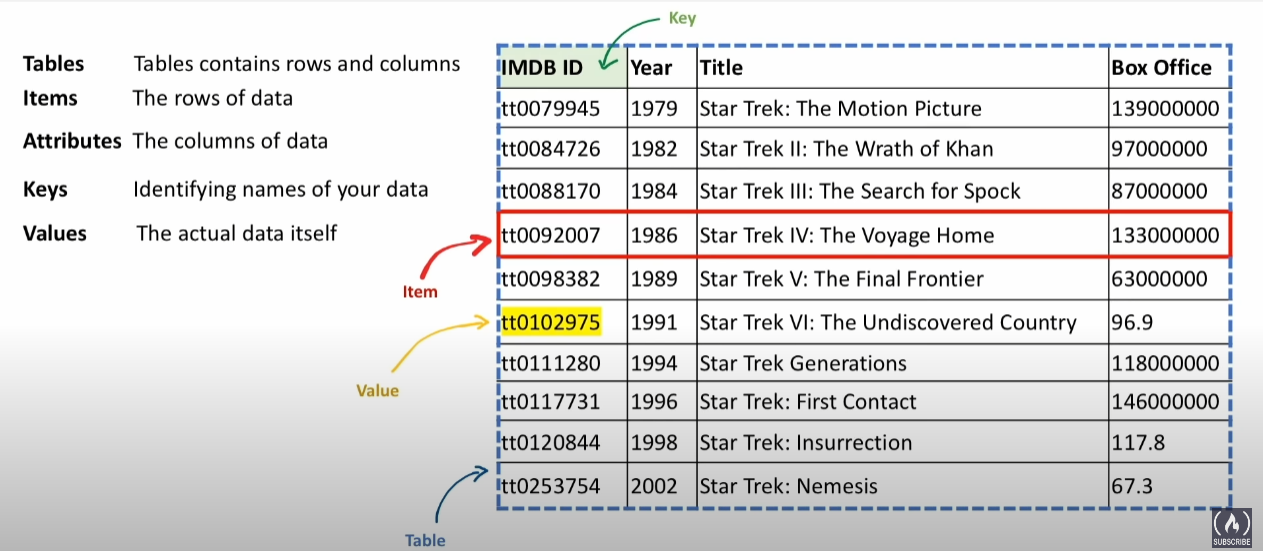 Key
Tables Tables contains rows and columns
Items The rows of data
Attributes The columns of data
Keys Identifying names of your data
Values The actual data itself
IMDB ID Year Title Box Office
tt0079945 1979 Star Trek: The Motion Picture 139000000
tt0084726 1982 Star Trek II: The Wrath of Khan 97000000
tt0088170 1984 Star Trek III: The Search for Spock 87000000
tt0092007 1986 Star Trek IV: The Voyage Home 133000000
tt0098382 1989 Star Trek V: The Final Frontier 63000000
tt0102975 1991 Star Trek VI: The Undiscovered Country 96.9
tt0111280 1994 Star Trek Generations 118000000
tt0117731 1996 Star Trek: First Contact 146000000
tt0120844 1998 Star Trek: Insurrection 117.8
tt0253754 2002 Star Trek: Nemesis 67.3
Item
Value
Table
SUBSCRIBE